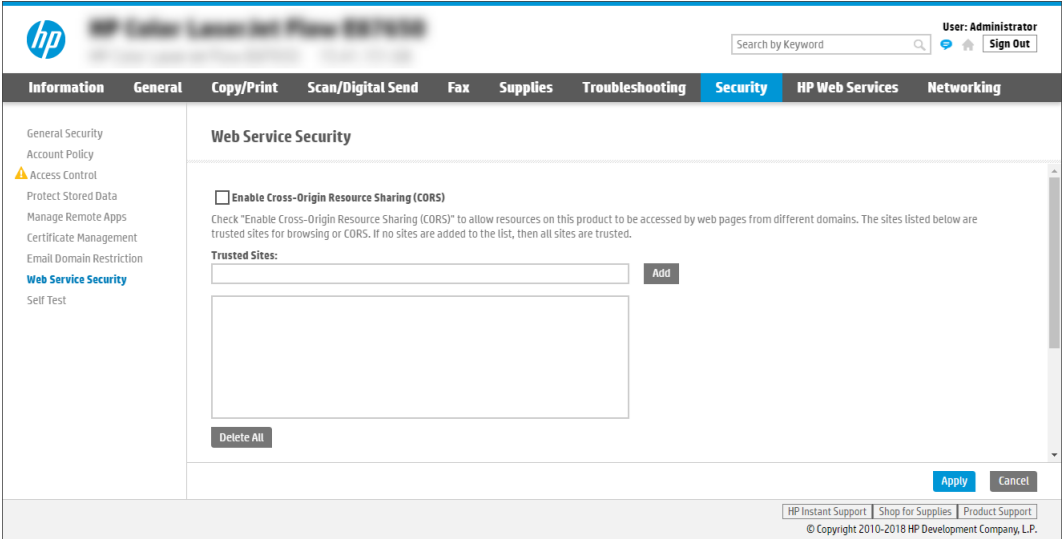 hp
User: Administrator
Search by Keyword
Sign Out
Information General Copy/Print Scan/Digital Send Fax Supplies Troubleshooting Security HP Web Services Networking
General Security
Account Policy
Access Control
Protect Stored Data
Manage Remote Apps
Certificate Management
Email Domain Restriction
Web Service Security
Self Test
Web Service Security
Enable Cross-Origin Resource Sharing (CORS)
Check "Enable Cross-Origin Resource Sharing (CORS)" to allow resources on this product to be accessed by web pages from different domains. The sites listed below are
trusted sites for browsing or CORS. If no sites are added to the list, then all sites are trusted.
Trusted Sites:
Add
Delete All
Apply Cancel
HP Instant Support Shop for Supplies Product Support
© Copyright 2010-2018 HP Development Company, L.P.